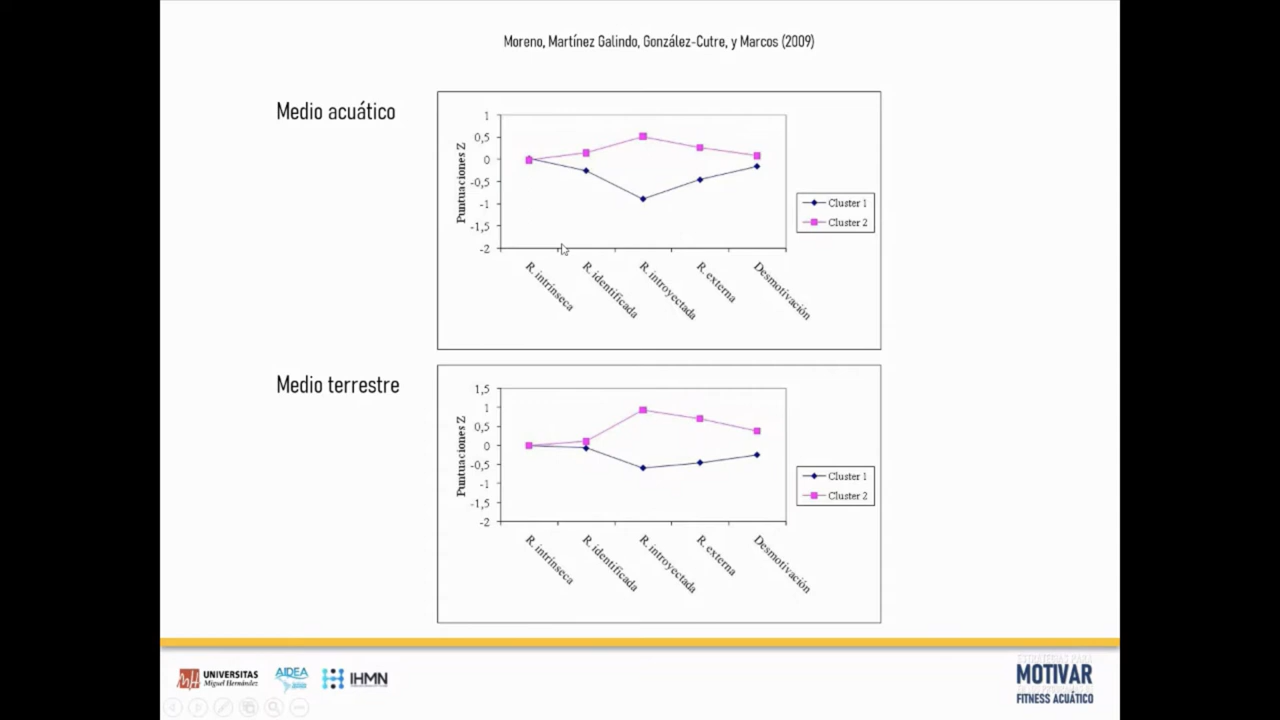 Moreno, Martínez Galindo, González-Cutre, y Marcos (2009)
Medio acuático
1
0,5
0
-0,5
-1
-1,5
-2
Puntuaciones Z
R. intrínseca
R. identificada
R. introyectada
R. externa
Desmotivación
Cluster 1
Cluster 2
Medio terrestre
1,5
1
0,5
0
-0,5
-1
-1,5
-2
Puntuaciones Z
R. intrínseca
R. identificada
R. introyectada
R. externa
Desmotivación
Cluster 1
Cluster 2
UNIVERSITAS
Miguel Hernández
AIDEA
IHMN
MOTIVAR
FITNESS ACUÁTICO